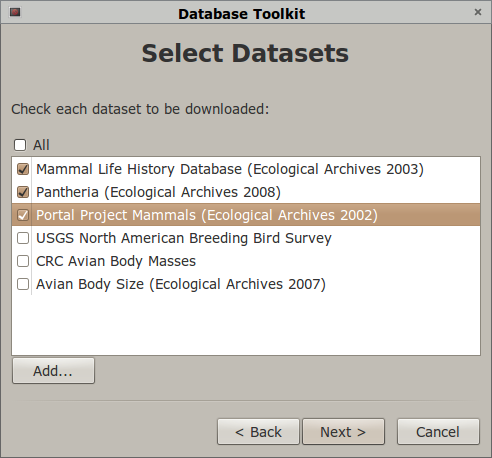 Database Toolkit
Select Datasets
Check each dataset to be downloaded:
All
Mammal Life History Database (Ecological Archives 2003)
Pantheria (Ecological Archives 2008)
Portal Project Mammals (Ecological Archives 2002)
USGS North American Breeding Bird Survey
CRC Avian Body Masses
Avian Body Size (Ecological Archives 2007)
Add...
< Back Next > Cancel